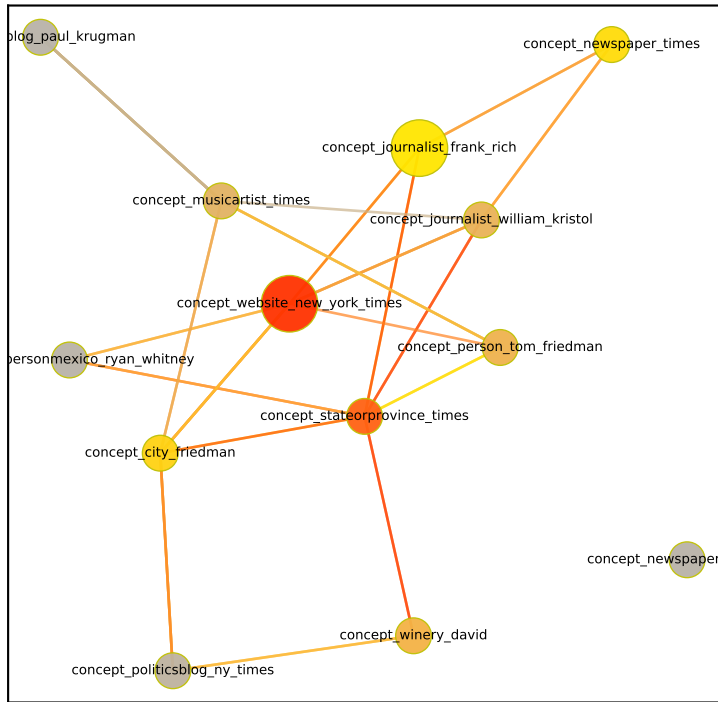 blog_paul_krugman
concept_newspaper_times
concept_journalist_frank_rich
concept_musicartist_times
concept_journalist_william_kristol
concept_website_new_york_times
concept_person_tom_friedman
personmexico_ryan_whitney
concept_stateorprovince_times
concept_city_friedman
concept_newspaper
concept_winery_david
concept_politicsblog_ny_times